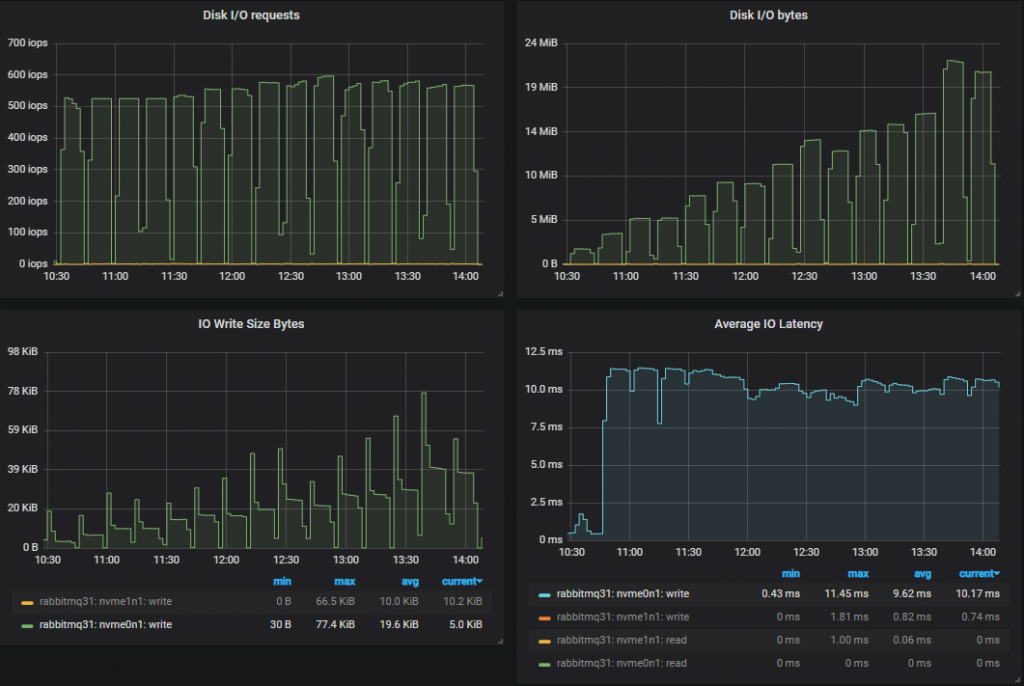 Disk I/O requests
700 iops
600 iops
500 iops
400 iops
300 iops
200 iops
100 iops
0 iops
10:30 11:00 11:30 12:00 12:30 13:00 13:30 14:00
Disk I/O bytes
24 MiB
19 MiB
14 MiB
10 MiB
5 MiB
0 B
10:30 11:00 11:30 12:00 12:30 13:00 13:30 14:00
IO Write Size Bytes
98 KiB
78 KiB
59 KiB
39 KiB
20 KiB
0 B
10:30 11:00 11:30 12:00 12:30 13:00 13:30 14:00
min max avg current
rabbitmq31: nvme1n1: write 0 B 66.5 KiB 10.0 KiB 10.2 KiB
rabbitmq31: nvme0n1: write 30 B 77.4 KiB 19.6 KiB 5.0 KiB
Average IO Latency
12.5 ms
10.0 ms
7.5 ms
5.0 ms
2.5 ms
0 ms
10:30 11:00 11:30 12:00 12:30 13:00 13:30 14:00
min max avg current
rabbitmq31: nvme0n1: write 0.43 ms 11.45 ms 9.62 ms 10.17 ms
rabbitmq31: nvme1n1: write 0 ms 1.81 ms 0.82 ms 0.74 ms
rabbitmq31: nvme1n1: read 0 ms 1.00 ms 0.06 ms 0 ms
rabbitmq31: nvme0n1: read 0 ms 0 ms 0 ms 0 ms